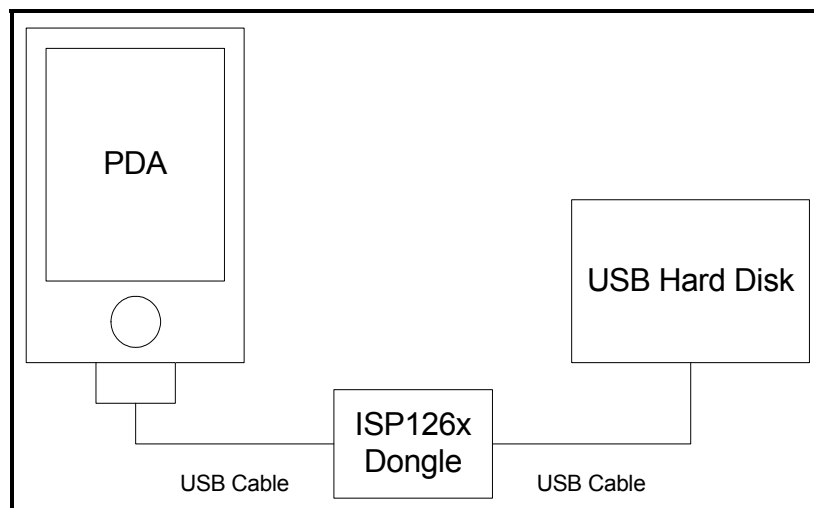 PDA
USB Hard Disk
ISP126x
Dongle
USB Cable
USB Cable